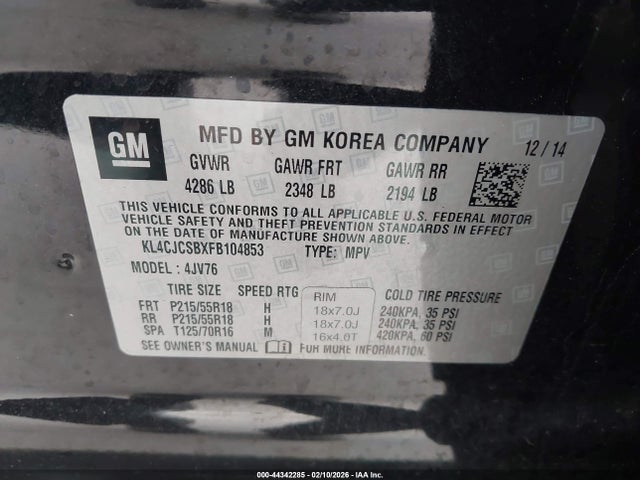 GM MFD BY GM KOREA COMPANY 12/14
GVWR GAWR FRT GAWR RR
4286 LB 2348 LB 2194 LB
THIS VEHICLE CONFORMS TO ALL APPLICABLE U.S. FEDERAL MOTOR
VEHICLE SAFETY AND THEFT PREVENTION STANDARDS IN EFFECT
ON THE DATE OF MANUFACTURE SHOWN ABOVE.
KL4CJCSBXFB104853 TYPE: MPV
MODEL : 4JV76
TIRE SIZE SPEED RTG RIM COLD TIRE PRESSURE
FRT P215/55R18 H 18x7.0J 240KPA, 35 PSI
RR P215/55R18 H 18x7.0J 240KPA, 35 PSI
SPA T125/70R16 M 16x4.0T 420KPA, 60 PSI
SEE OWNER'S MANUAL FUR MURE INFORMATION.
000-44342285 - 02/10/2026 - IAA Inc.